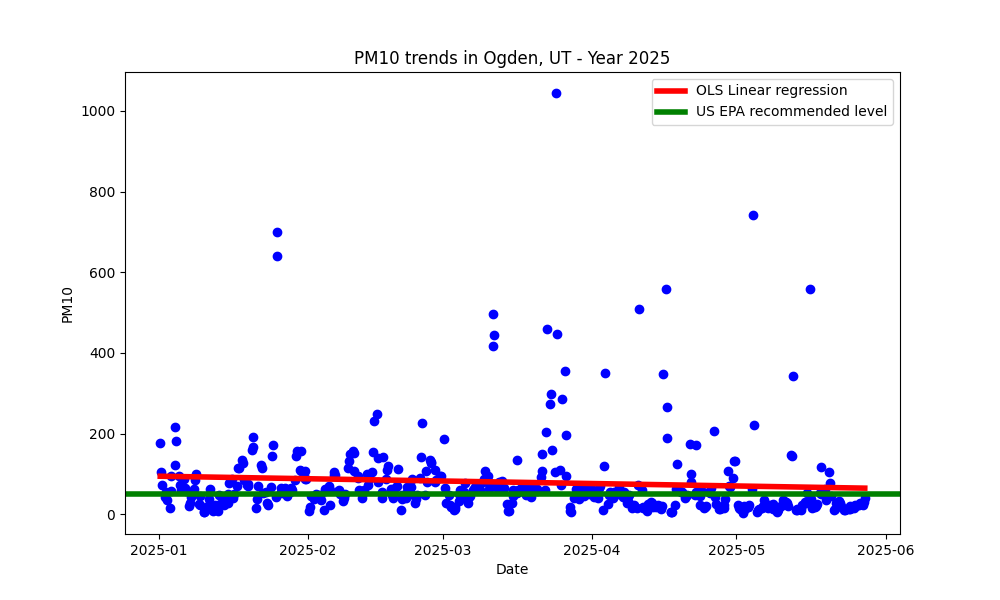 PM10 trends in Ogden, UT - Year 2025
OLS Linear regression
US EPA recommended level
1000
800
600
400
200
0
PM10
2025-01
2025-02
2025-03
2025-04
2025-05
2025-06
Date